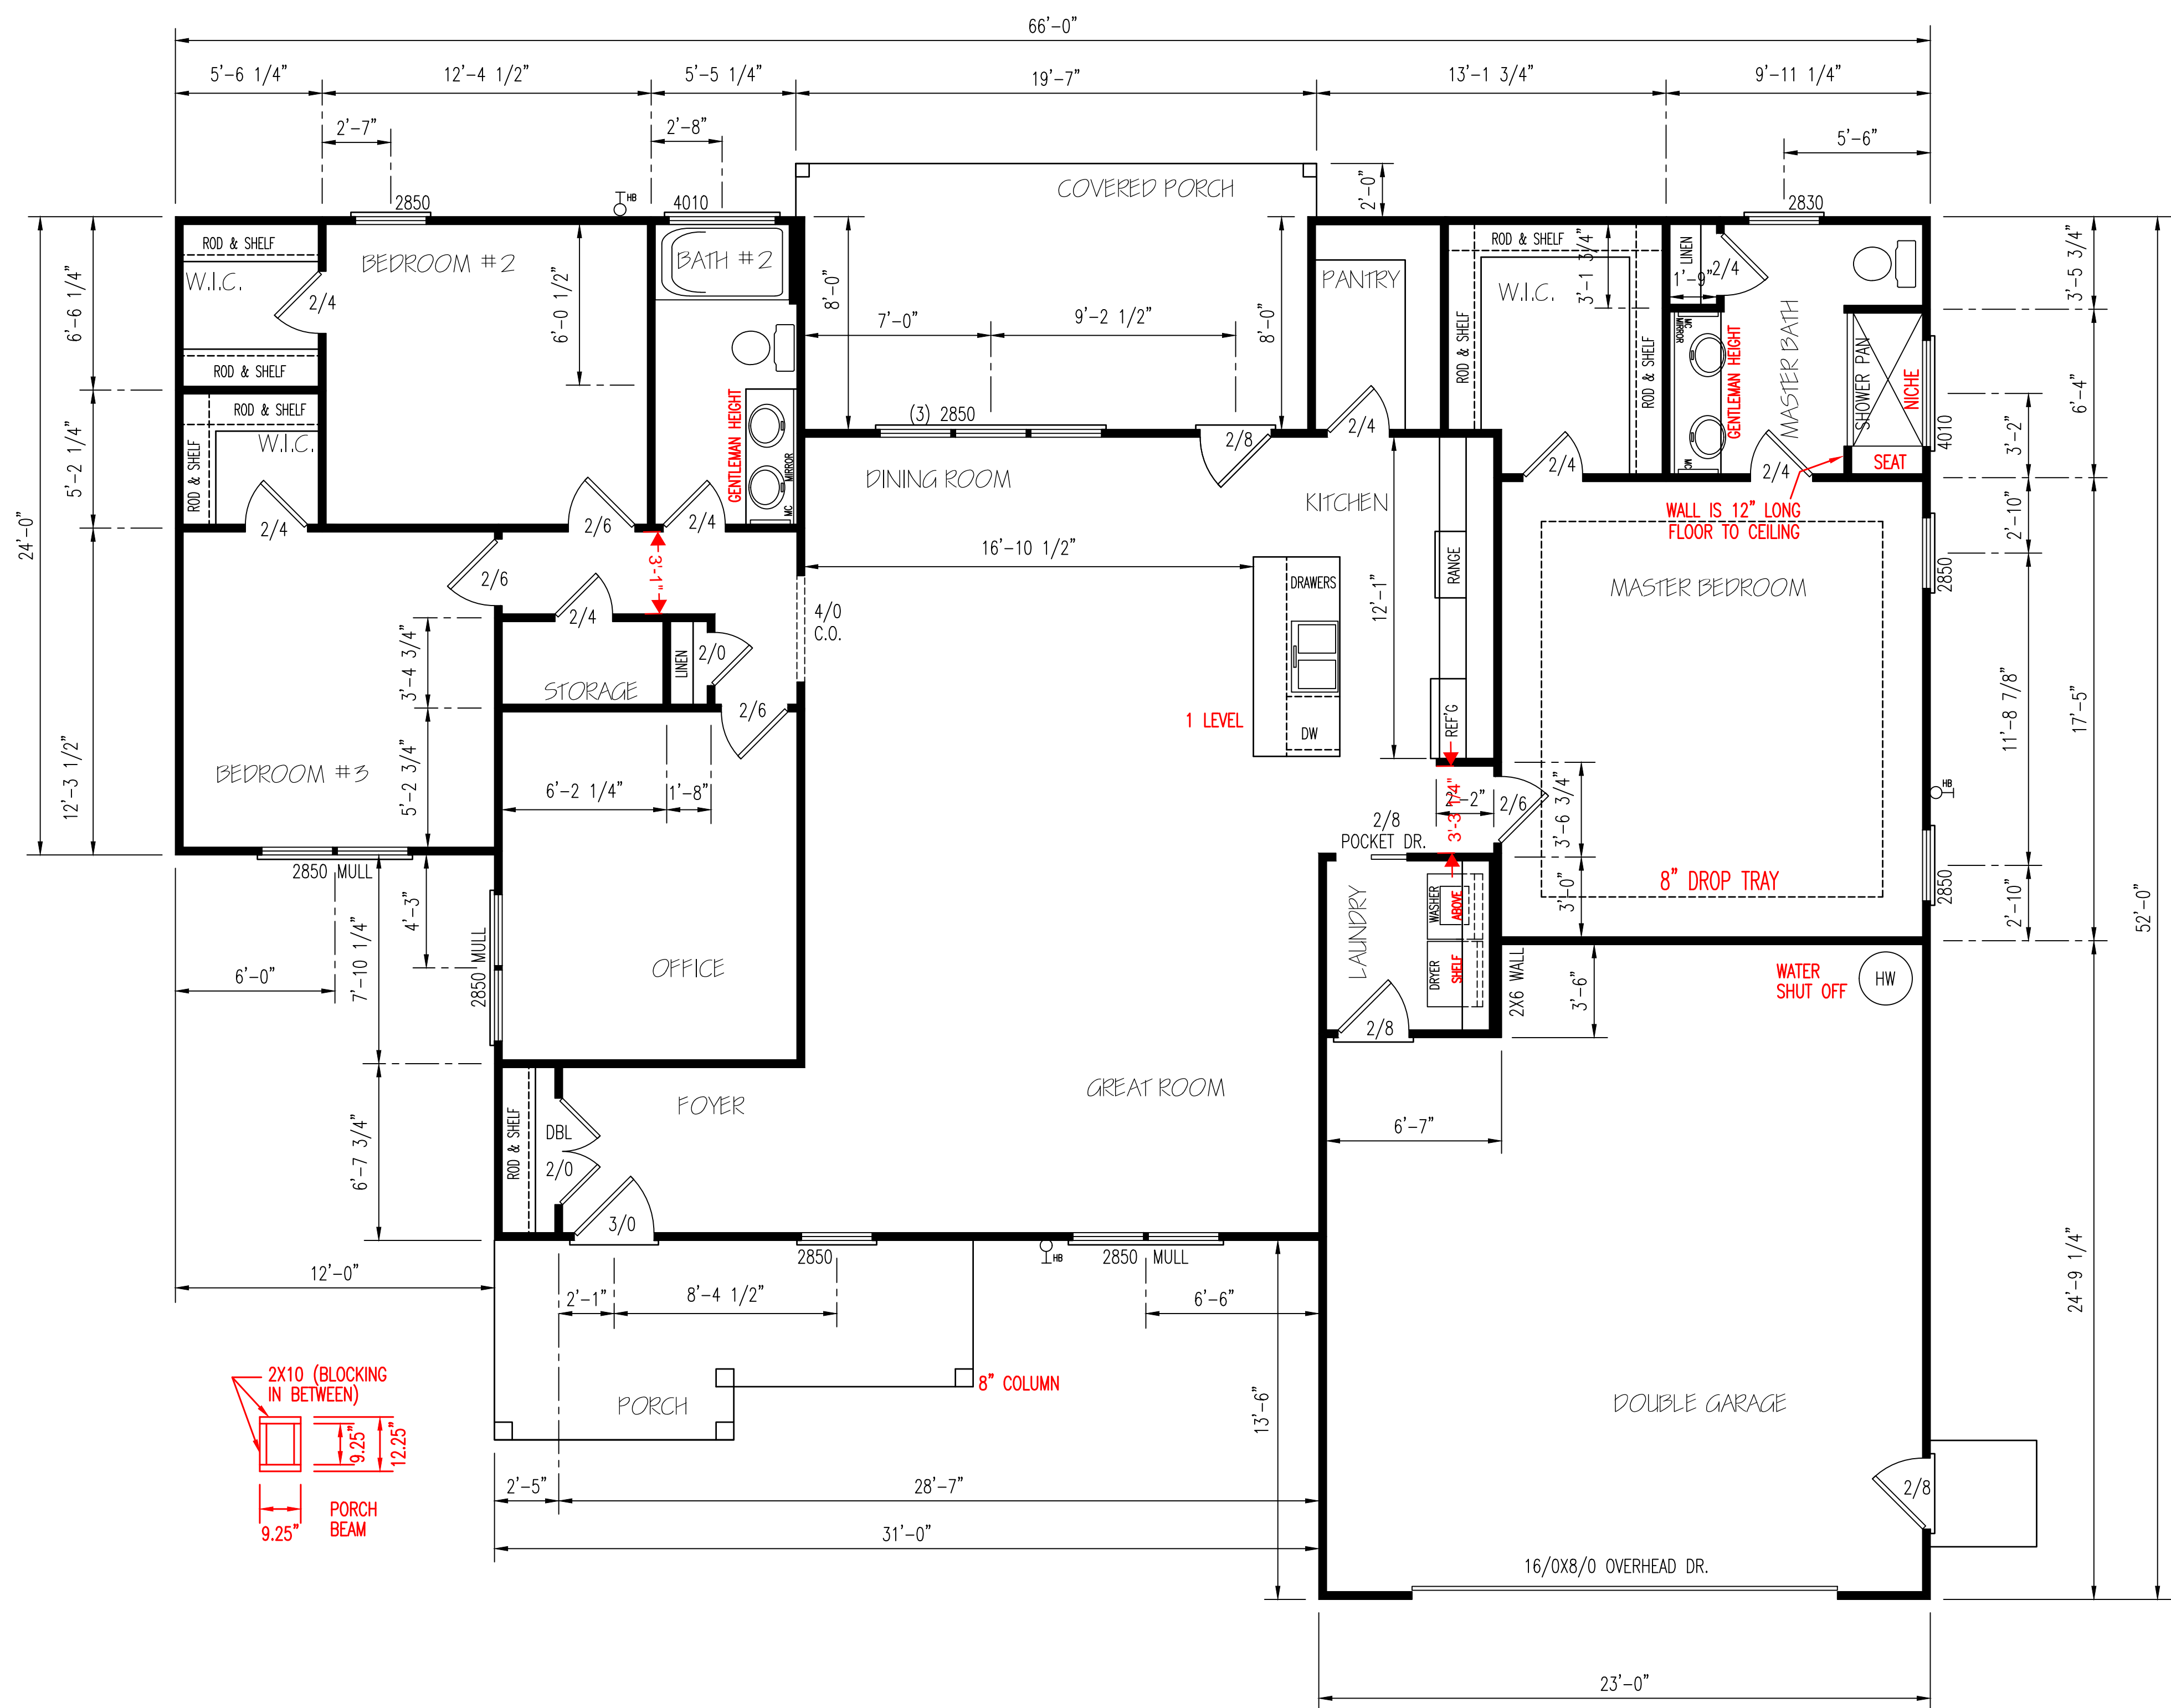 66'-0"
5'-6 1/4"
12'-4 1/2"
5'-5 1/4"
19'-7"
13'-1 3/4"
9'-11 1/4"
2'-7"
2'-8"
5'-6"
2850
HB
4010
COVERED PORCH
2'-0"
2830
ROD & SHELF
W.I.C.
2/4
ROD & SHELF
BEDROOM #2
6'-0 1/2"
BATH #2
8'-0"
7'-0"
9'-2 1/2"
8'-0"
PANTRY
ROD & SHELF
W.I.C.
3'-1 3/4"
ROD & SHELF
ROD & SHELF
LINEN
1'-9"
2/4
MASTER BATH
MC
MIRROR
GENTLEMAN HEIGHT
MC
SHOWER PAN
NICHE
SEAT
4010
3'-5 3/4"
6'-4"
3'-2"
6'-6 1/4"
5'-2 1/4"
24'-0"
12'-3 1/2"
ROD & SHELF
W.I.C.
ROD & SHELF
2/4
2/6
2/4
GENTLEMAN HEIGHT
MIRROR
MC
(3) 2850
2/8
2/4
2/4
2/4
DINING ROOM
KITCHEN
WALL IS 12" LONG
FLOOR TO CEILING
2'-10"
2850
16'-10 1/2"
3'-1"
2/6
2/4
2/0
LINEN
STORAGE
4/0
C.O.
2/6
3'-4 3/4"
5'-2 3/4"
DRAWERS
DW
1 LEVEL
12'-1"
RANGE
REF'G
MASTER BEDROOM
11'-8 7/8"
17'-5"
52'-0"
BEDROOM #3
6'-2 1/4"
1'-8"
2'-2"
3'-3 1/4"
2/6
3'-6 3/4"
HB
2/8
POCKET DR.
3'-0"
8" DROP TRAY
2850
2'-10"
2850 MULL
4'-3"
7'-10 1/4"
6'-0"
2850 MULL
OFFICE
LAUNDRY
WASHER
ABOVE
DRYER
SHELF
2X6 WALL
3'-6"
WATER
SHUT OFF
HW
2/8
GREAT ROOM
FOYER
ROD & SHELF
DBL
2/0
3/0
6'-7 3/4"
6'-7"
24'-9 1/4"
2850
HB
2850 MULL
12'-0"
2'-1"
8'-4 1/2"
6'-6"
2X10 (BLOCKING
IN BETWEEN)
9.25"
12.25"
9.25"
PORCH
BEAM
PORCH
8" COLUMN
13'-6"
DOUBLE GARAGE
2/8
2'-5"
28'-7"
31'-0"
16/0X8/0 OVERHEAD DR.
23'-0"